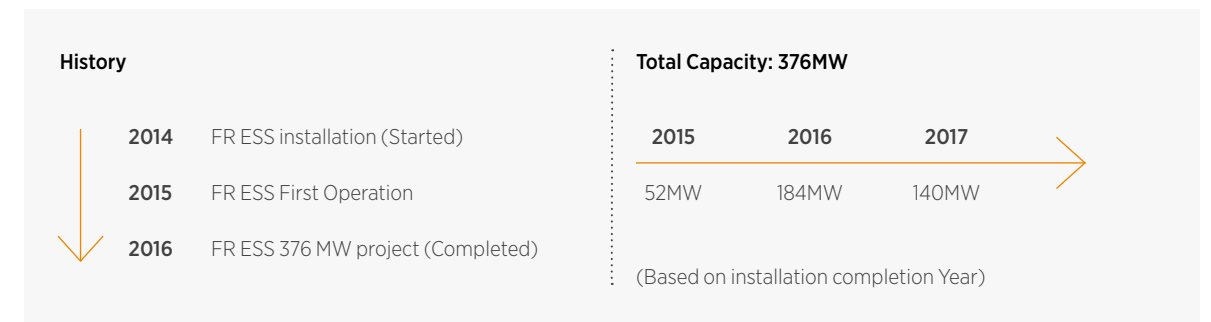 History
2014 FR ESS installation (Started)
2015 FR ESS First Operation
2016 FR ESS 376 MW project (Completed)
Total Capacity: 376MW
2015 2016 2017
52MW 184MW 140MW
(Based on installation completion Year)